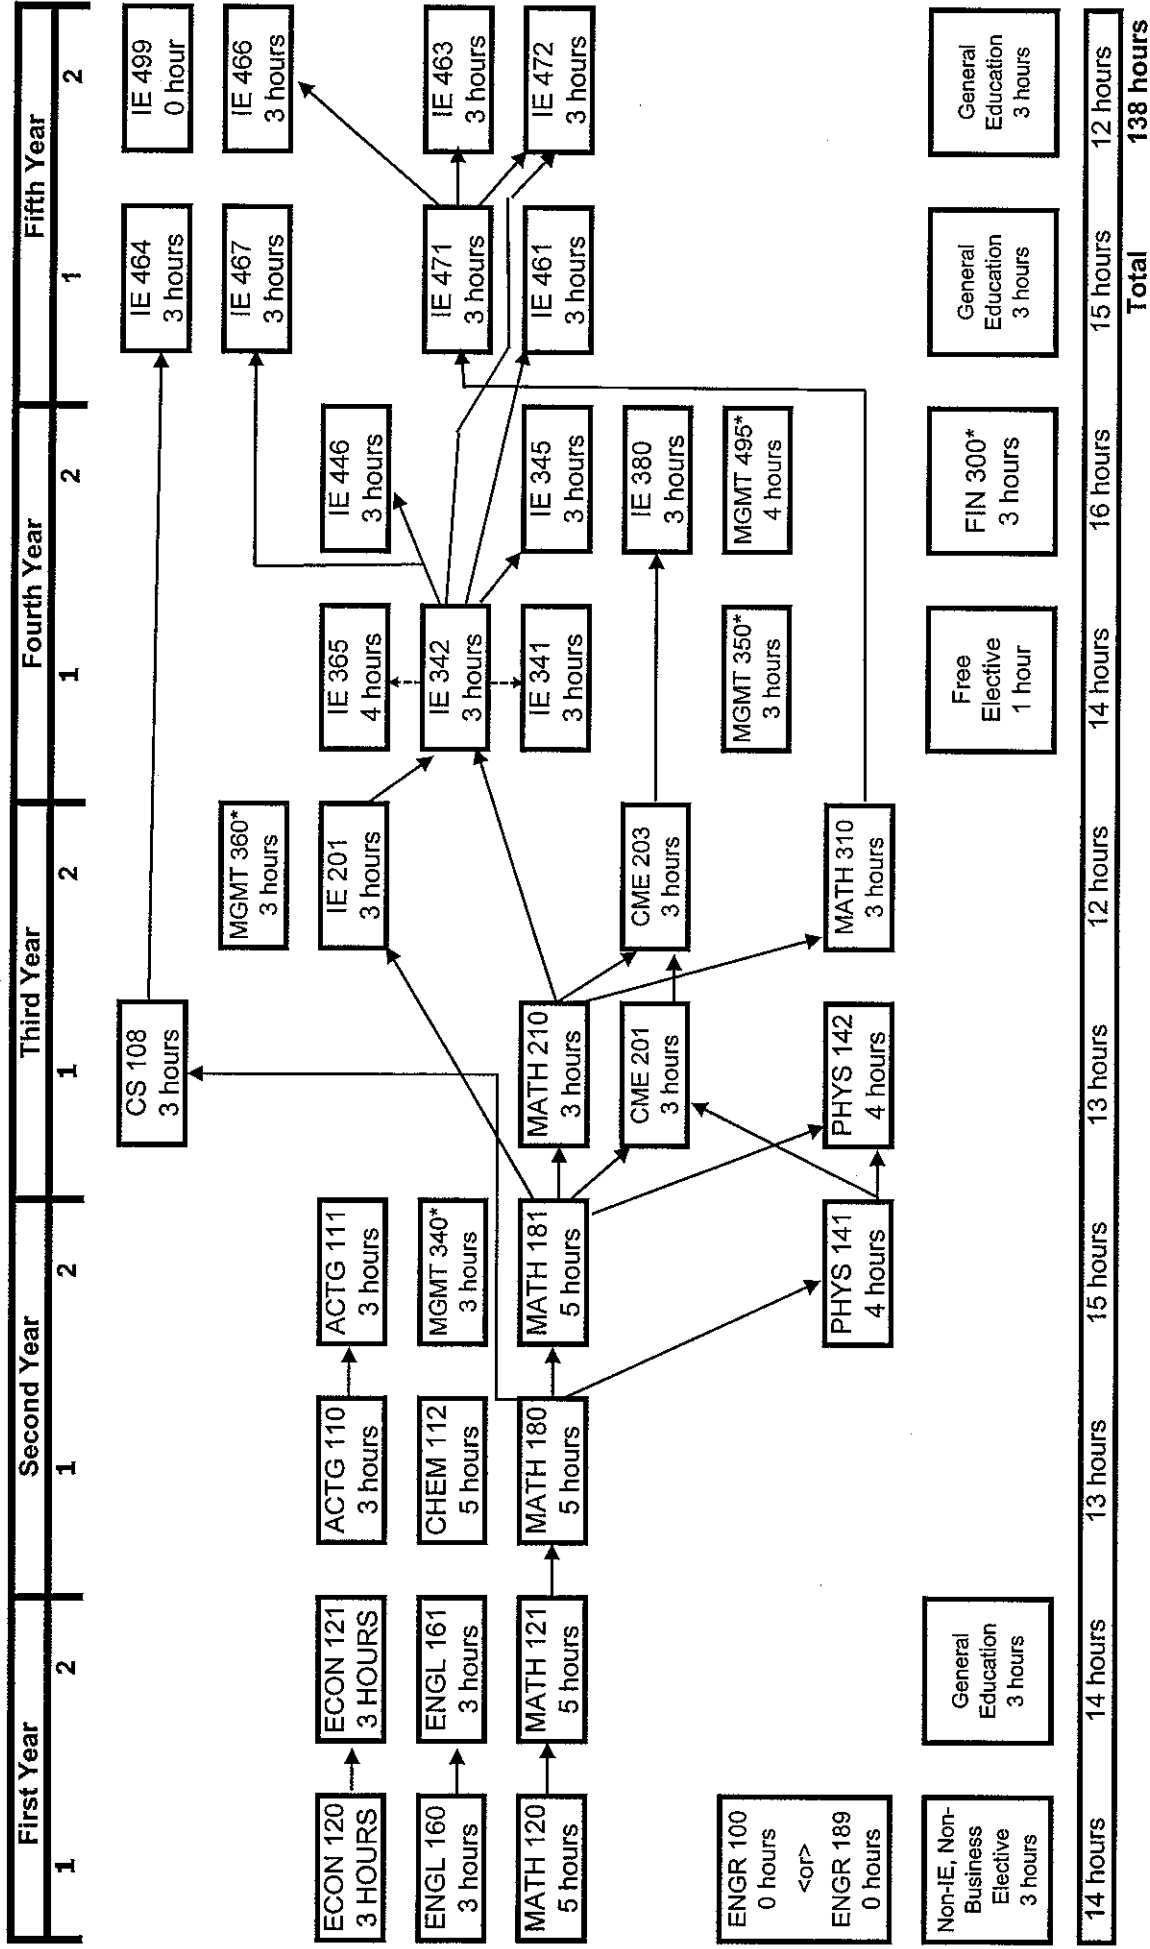 First Year
Second Year
Third Year
Fourth Year
Fifth Year
1
2
1
2
1
2
1
2
1
2
ECON 120
3 HOURS
ENGL 160
3 hours
MATH 120
5 hours
ENGR 100
0 hours
<or>
ENGR 189
0 hours
Non-IE, Non-
Business
Elective
3 hours
14 hours
ECON 121
3 HOURS
ENGL 161
3 hours
MATH 121
5 hours
General
Education
3 hours
14 hours
ACTG 110
3 hours
CHEM 112
5 hours
MATH 180
5 hours
13 hours
ACTG 111
3 hours
MGMT 340*
3 hours
MATH 181
5 hours
PHYS 141
4 hours
15 hours
CS 108
3 hours
MATH 210
3 hours
CME 201
3 hours
PHYS 142
4 hours
13 hours
MGMT 360*
3 hours
IE 201
3 hours
CME 203
3 hours
MATH 310
3 hours
12 hours
IE 365
4 hours
IE 342
3 hours
IE 341
3 hours
MGMT 350*
3 hours
Free
Elective
1 hour
14 hours
IE 446
3 hours
IE 345
3 hours
IE 380
3 hours
MGMT 495*
4 hours
FIN 300*
3 hours
16 hours
IE 464
3 hours
IE 467
3 hours
IE 471
3 hours
IE 461
3 hours
General
Education
3 hours
15 hours
IE 499
0 hour
IE 466
3 hours
IE 463
3 hours
IE 472
3 hours
General
Education
3 hours
12 hours
Total 138 hours